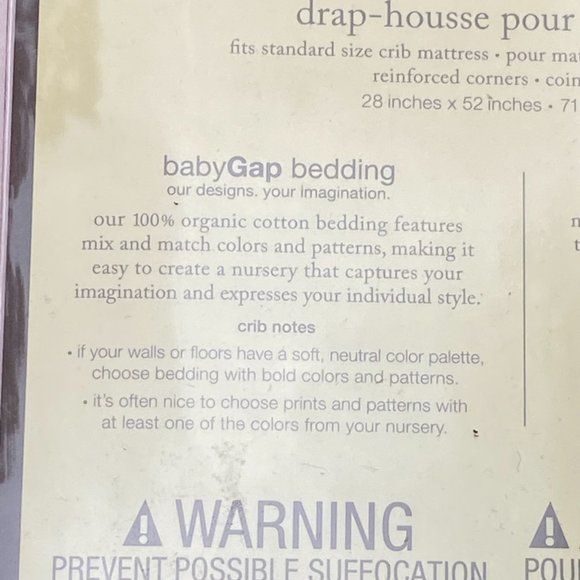 drap-housse pour
fits standard size crib mattress • pour
reinforced corners •
28 inches x 52 inches • 71
babyGap bedding
our designs. your imagination.
our 100% organic cotton bedding features
mix and match colors and patterns, making it
easy to create a nursery that captures your
imagination and expresses your individual style.
crib notes
• if your walls or floors have a soft, neutral color palette,
choose bedding with bold colors and patterns.
• it's often nice to choose prints and patterns with
at least one of the colors from your nursery.
⚠ WARNING
PREVENT POSSIBLE SUFFOCATION